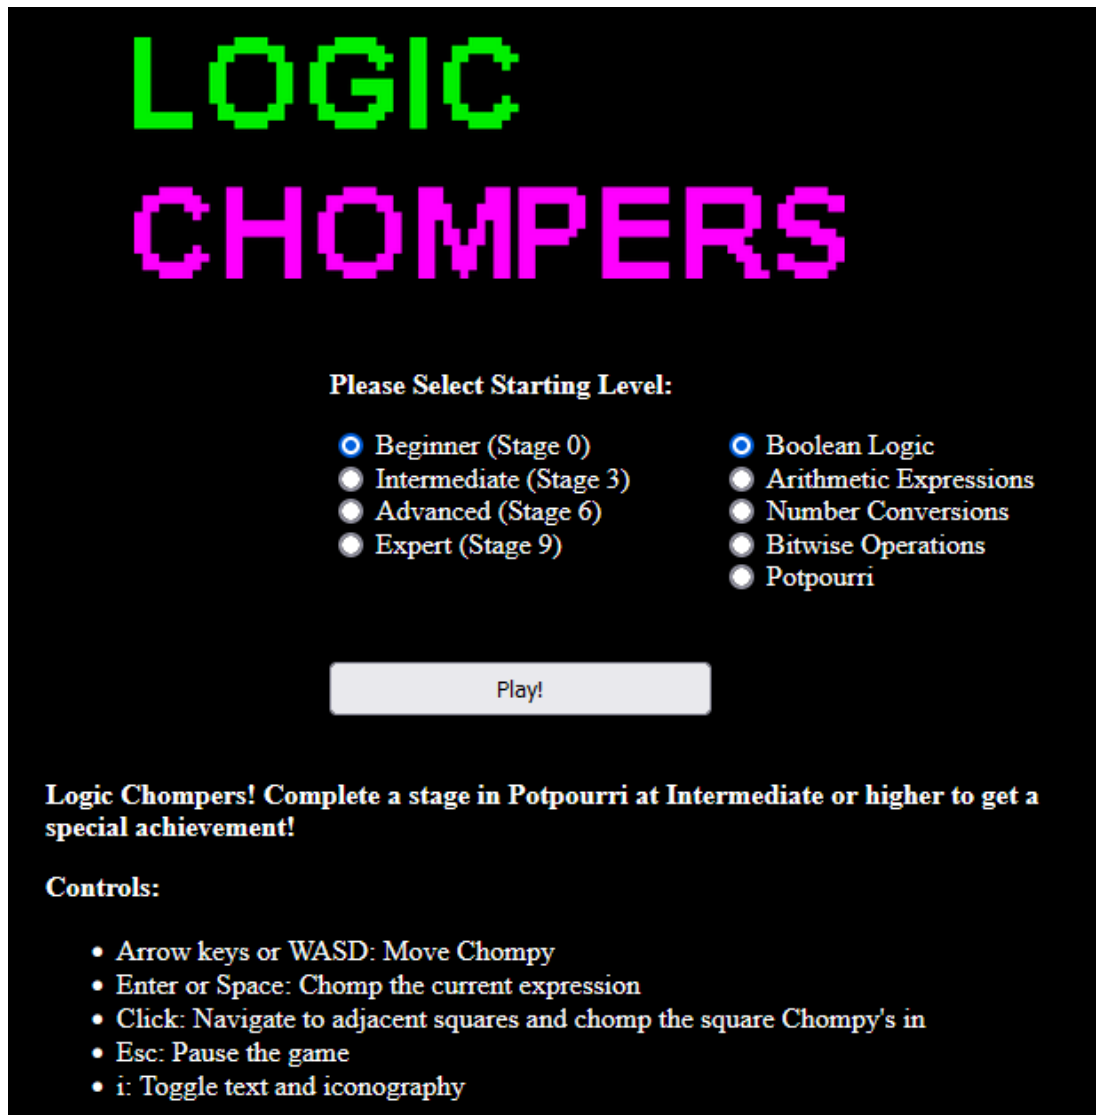 LOGIC
CHOMPERS
Please Select Starting Level:
Beginner (Stage 0)
Intermediate (Stage 3)
Advanced (Stage 6)
Expert (Stage 9)
Boolean Logic
Arithmetic Expressions
Number Conversions
Bitwise Operations
Potpourri
Play!
Logic Chompers! Complete a stage in Potpourri at Intermediate or higher to get a
special achievement!
Controls:
• Arrow keys or WASD: Move Chompy
• Enter or Space: Chomp the current expression
• Click: Navigate to adjacent squares and chomp the square Chompy's in
• Esc: Pause the game
• i: Toggle text and iconography